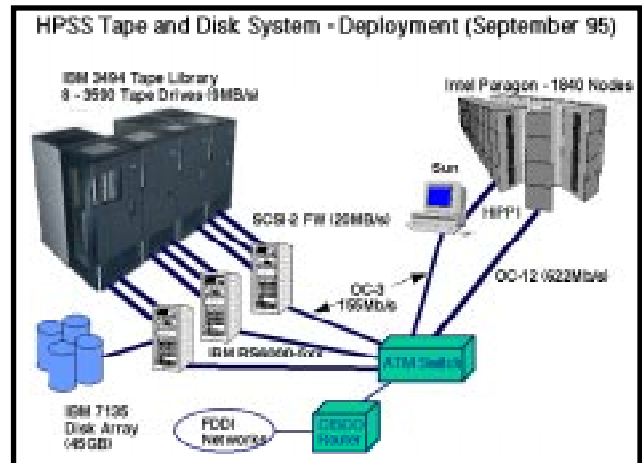 HPSS Tape and Disk System - Deployment (September 95)
IBM 3494 Tape Library
8 - 3590 Tape Drives (9MB/s)
Intel Paragon - 1840 Nodes
Sun
HIPPI
SCSI-2 FW (20MB/s)
OC-12 (622Mb/s)
OC-3
155Mb/s
IBM RS6000
ATM Switch
IBM 7135
Disk Array
(45GB)
FDDI
Networks
CISCO
Router